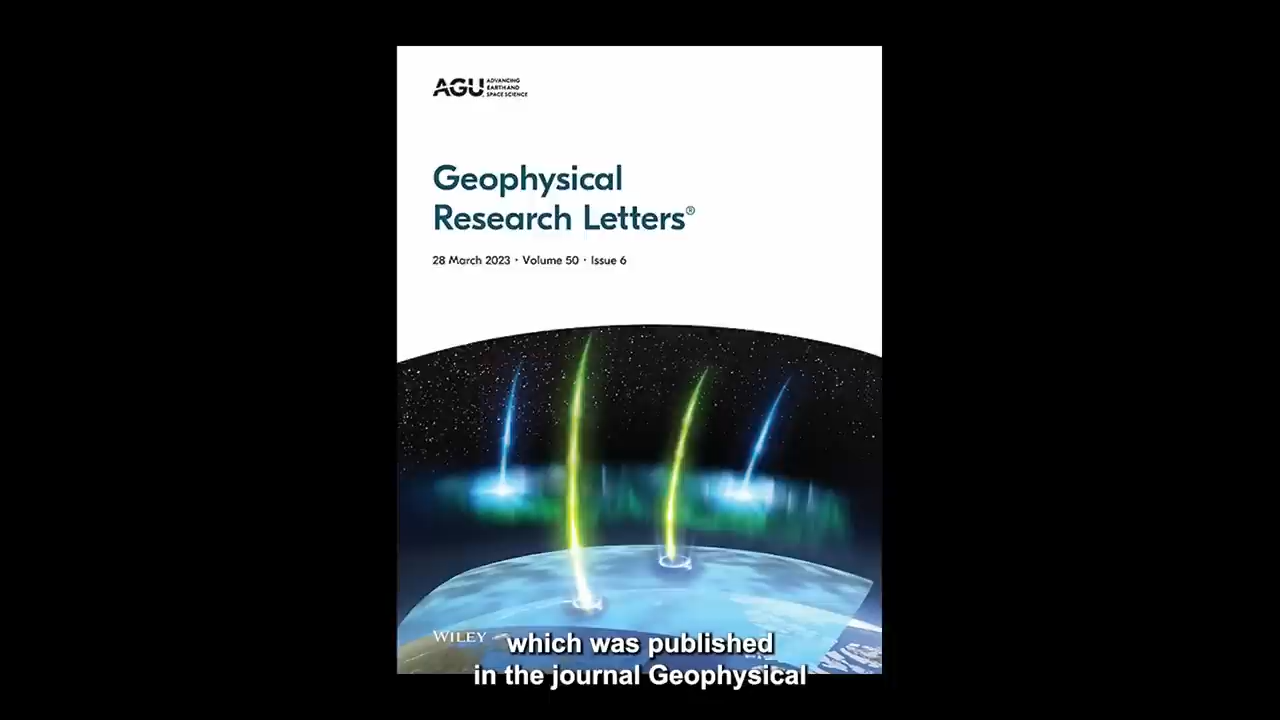 AGU ADVANCING
EARTH AND
SPACE SCIENCE
Geophysical
Research Letters®
28 March 2023 · Volume 50 · Issue 6
WILEY
which was published
in the journal Geophysical